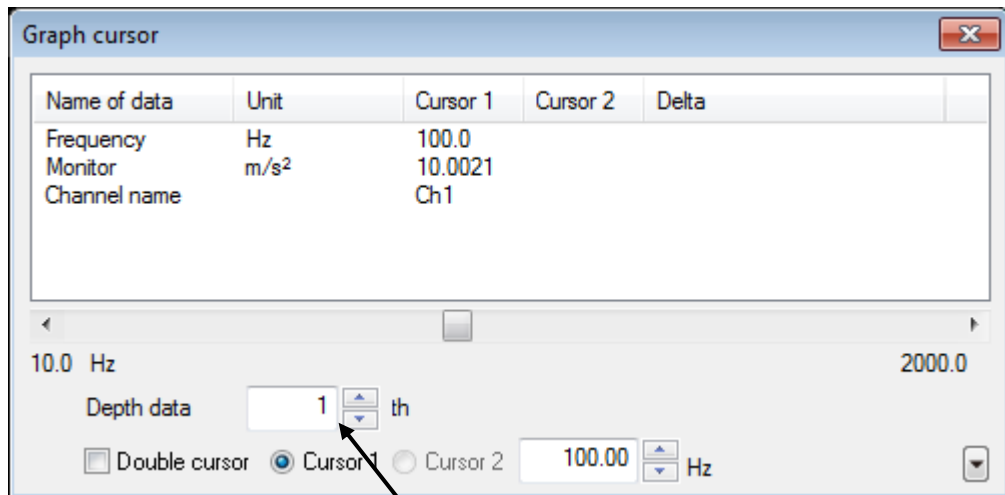 Graph cursor
Name of data Unit Cursor 1 Cursor 2 Delta
Frequency Hz 100.0
Monitor m/s² 10.0021
Channel name Ch1
10.0 Hz 2000.0
Depth data 1 th
Double cursor Cursor 1 Cursor 2 100.00 Hz